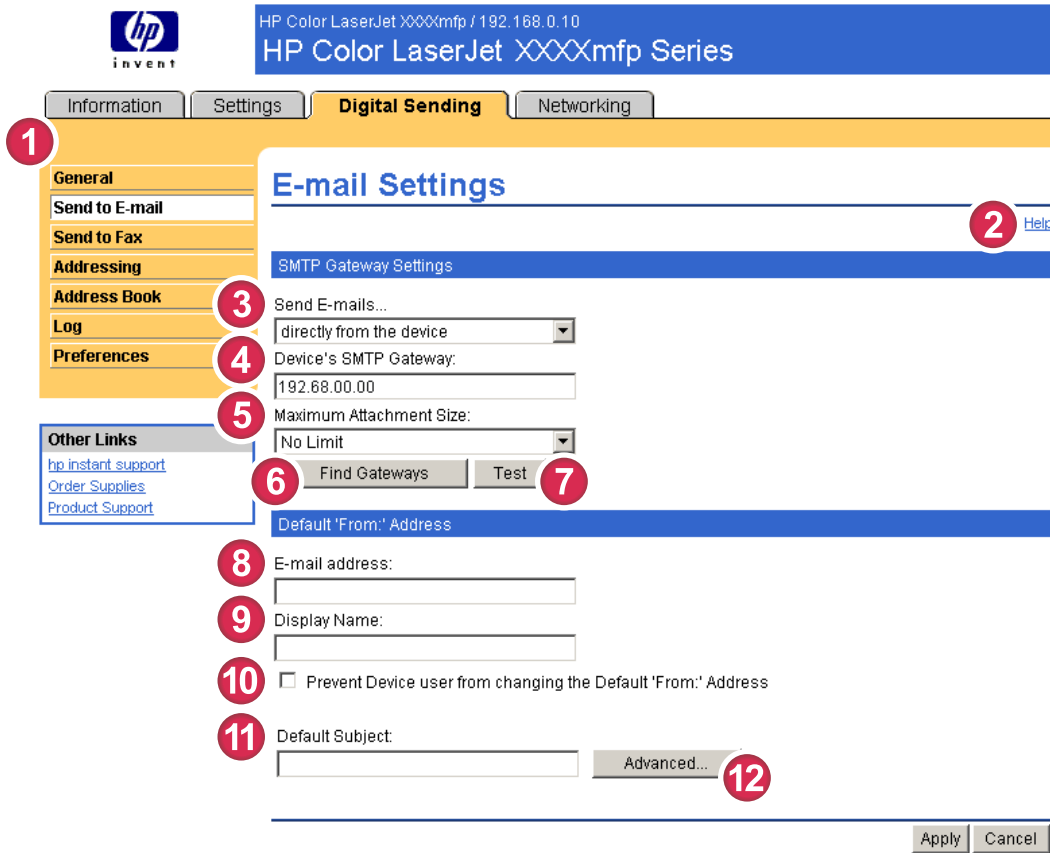 hp
invent
HP Color LaserJet XXXXmfp / 192.168.0.10
HP Color LaserJet XXXXmfp Series
Information
Settings
Digital Sending
Networking
1
General
Send to E-mail
Send to Fax
Addressing
Address Book
Log
Preferences
Other Links
hp instant support
Order Supplies
Product Support
E-mail Settings
2 Help
SMTP Gateway Settings
3 Send E-mails...
directly from the device
4 Device's SMTP Gateway:
192.68.00.00
5 Maximum Attachment Size:
No Limit
6 Find Gateways Test 7
Default 'From:' Address
8 E-mail address:
9 Display Name:
10 Prevent Device user from changing the Default 'From:' Address
11 Default Subject:
Advanced... 12
Apply Cancel